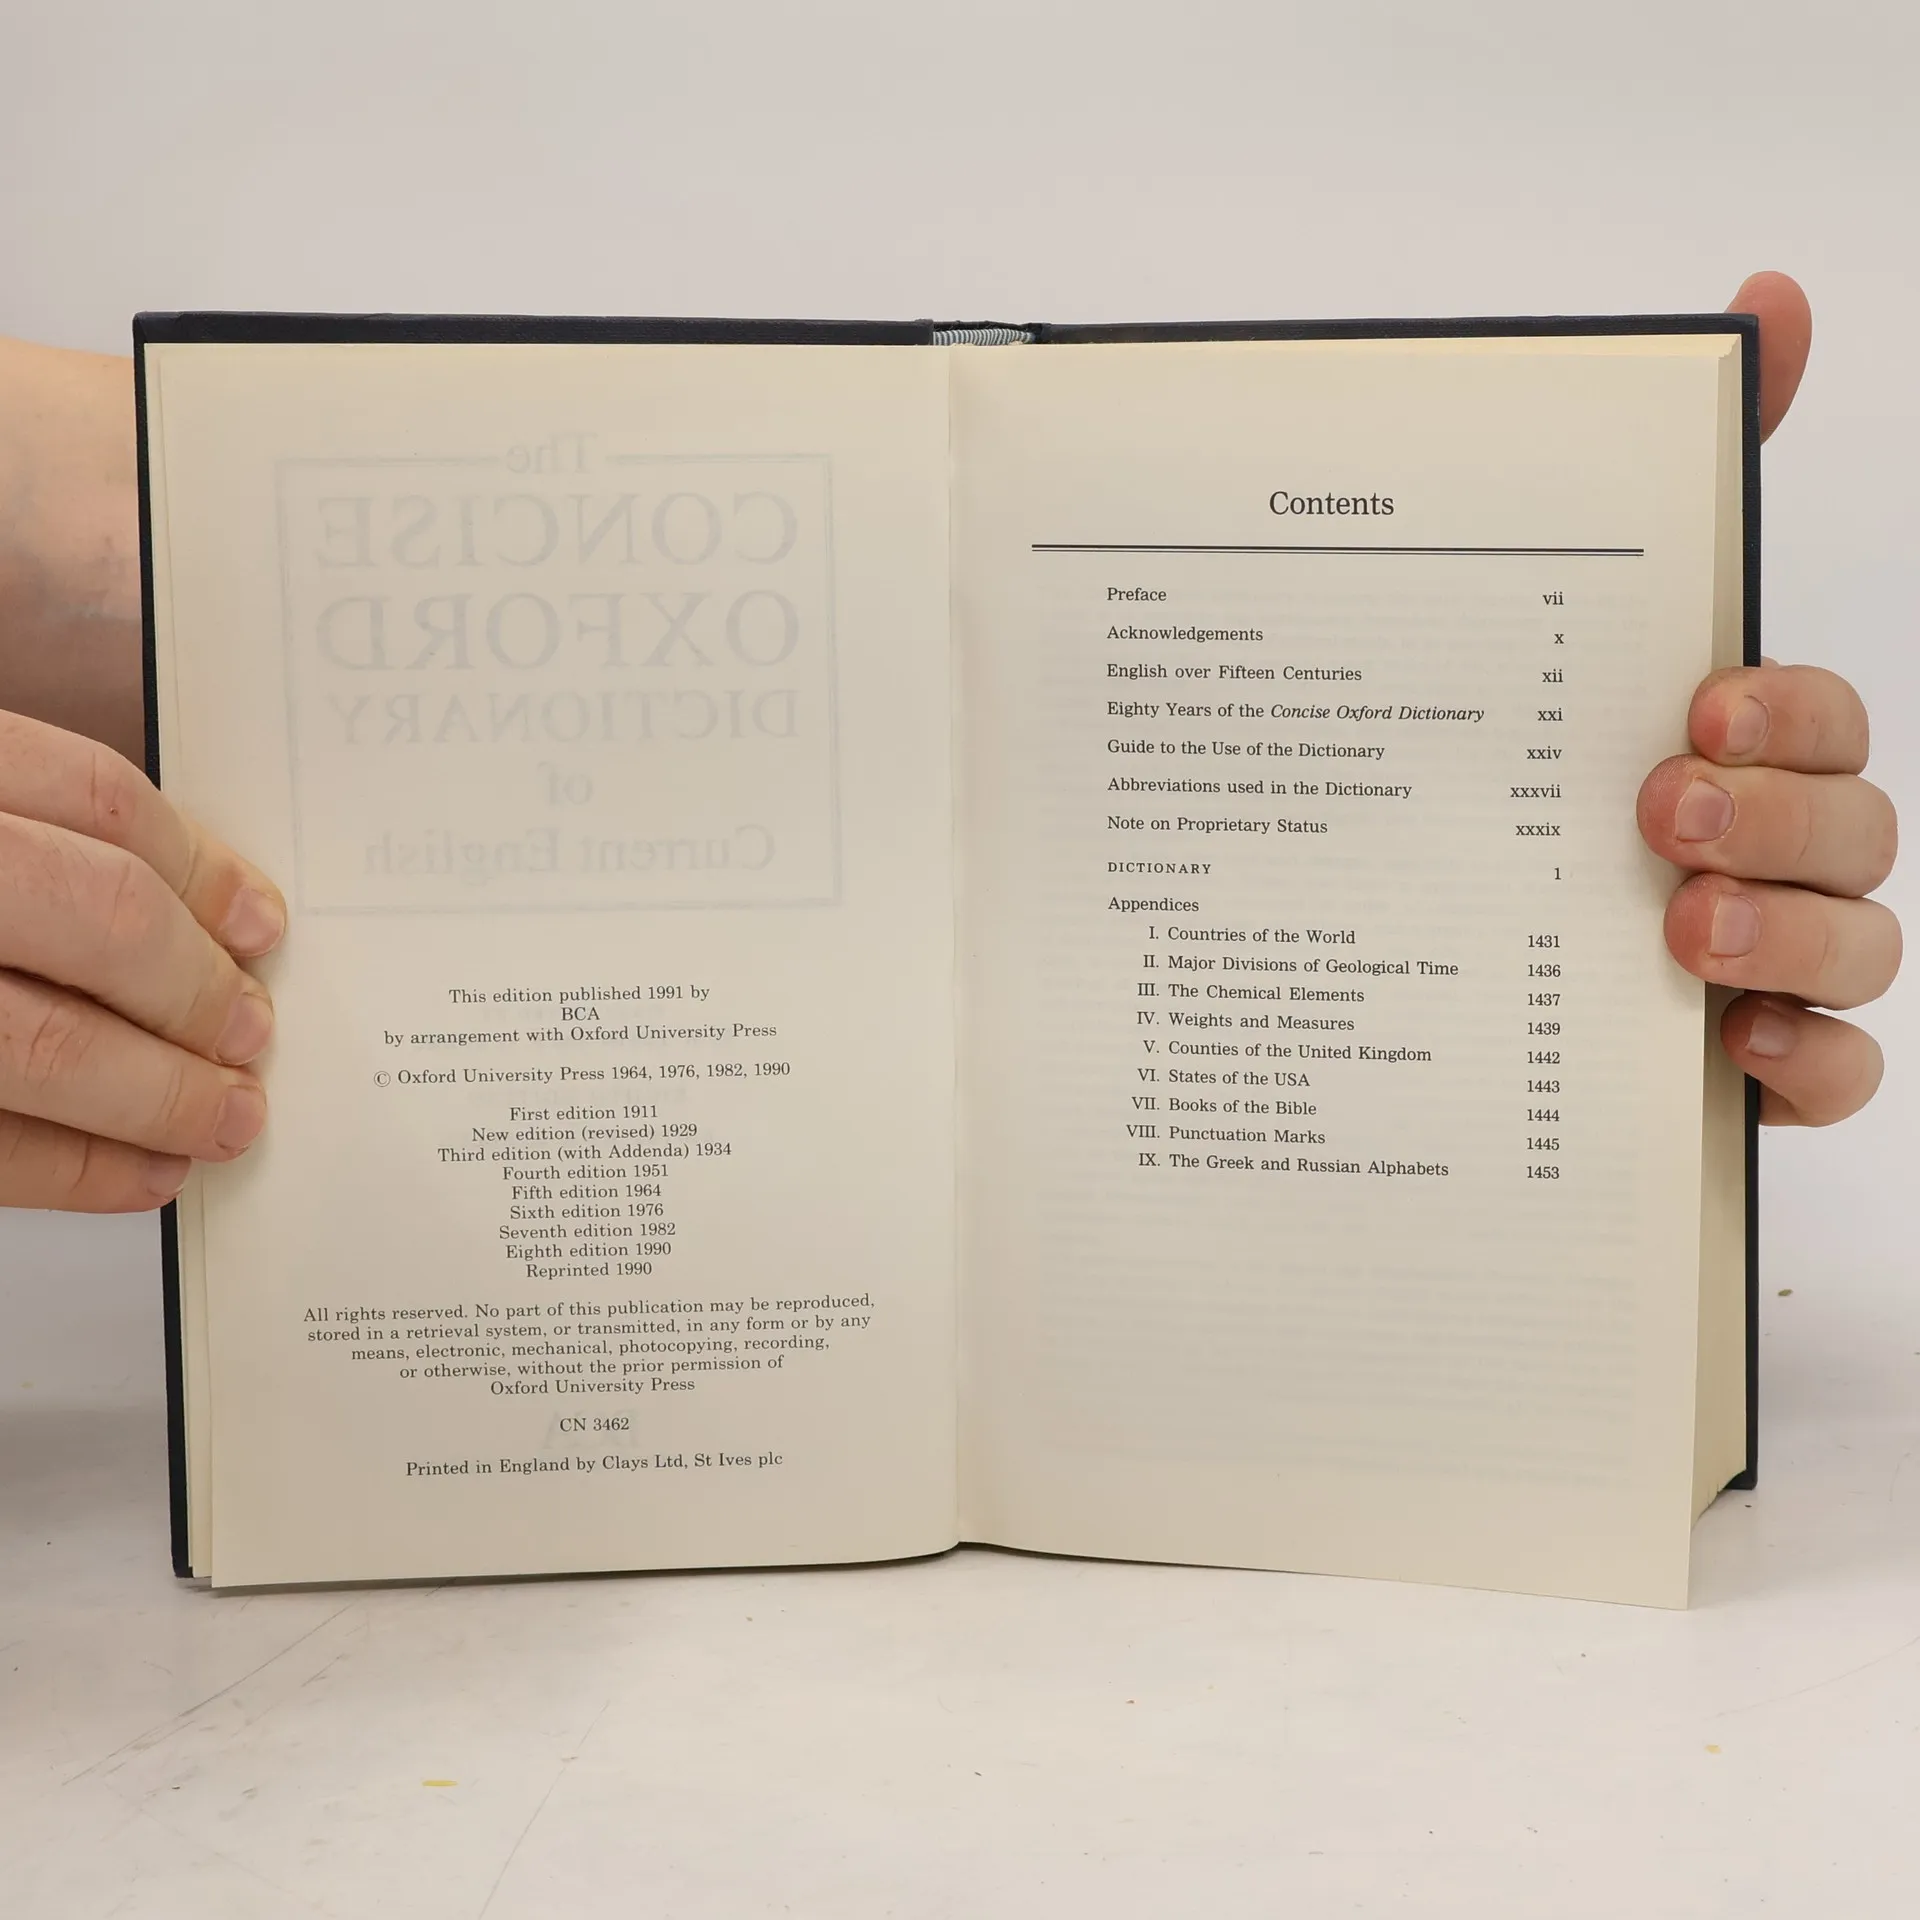 The
CONCISE
OXFORD
DICTIONARY
of
Current English
This edition published 1991 by
BCA
by arrangement with Oxford University Press
© Oxford University Press 1964, 1976, 1982, 1990
First edition 1911
New edition (revised) 1929
Third edition (with Addenda) 1934
Fourth edition 1951
Fifth edition 1964
Sixth edition 1976
Seventh edition 1982
Eighth edition 1990
Reprinted 1990
All rights reserved. No part of this publication may be reproduced,
stored in a retrieval system, or transmitted, in any form or by any
means, electronic, mechanical, photocopying, recording,
or otherwise, without the prior permission of
Oxford University Press
CN 3462
Printed in England by Clays Ltd, St Ives plc
Contents
Preface vii
Acknowledgements x
English over Fifteen Centuries xii
Eighty Years of the Concise Oxford Dictionary xxi
Guide to the Use of the Dictionary xxiv
Abbreviations used in the Dictionary xxxvii
Note on Proprietary Status xxxix
DICTIONARY 1
Appendices
I. Countries of the World 1431
II. Major Divisions of Geological Time 1436
III. The Chemical Elements 1437
IV. Weights and Measures 1439
V. Counties of the United Kingdom 1442
VI. States of the USA 1443
VII. Books of the Bible 1444
VIII. Punctuation Marks 1445
IX. The Greek and Russian Alphabets 1453